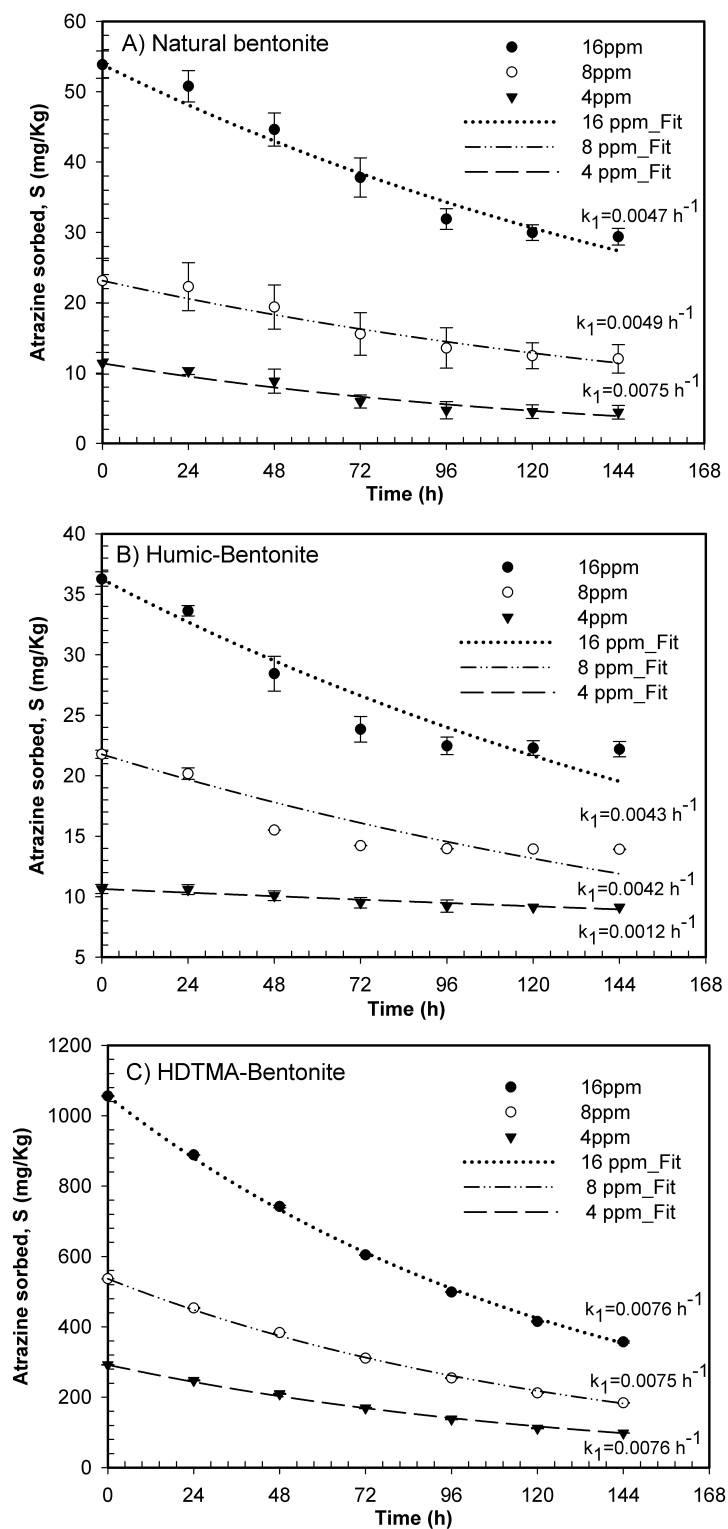 A) Natural bentonite
16ppm
8ppm
4ppm
16 ppm_Fit
8 ppm_Fit
4 ppm_Fit
k1=0.0047 h-1
k1=0.0049 h-1
k1=0.0075 h-1
60
50
40
30
20
10
0
Atrazine sorbed, S (mg/Kg)
0 24 48 72 96 120 144 168
Time (h)
B) Humic-Bentonite
16ppm
8ppm
4ppm
16 ppm_Fit
8 ppm_Fit
4 ppm_Fit
k1=0.0043 h-1
k1=0.0042 h-1
k1=0.0012 h-1
40
35
30
25
20
15
10
5
Atrazine sorbed, S (mg/Kg)
0 24 48 72 96 120 144 168
Time (h)
C) HDTMA-Bentonite
16ppm
8ppm
4ppm
16 ppm_Fit
8 ppm_Fit
4 ppm_Fit
k1=0.0076 h-1
k1=0.0075 h-1
k1=0.0076 h-1
1200
1000
800
600
400
200
0
Atrazine sorbed, S (mg/Kg)
0 24 48 72 96 120 144 168
Time (h)